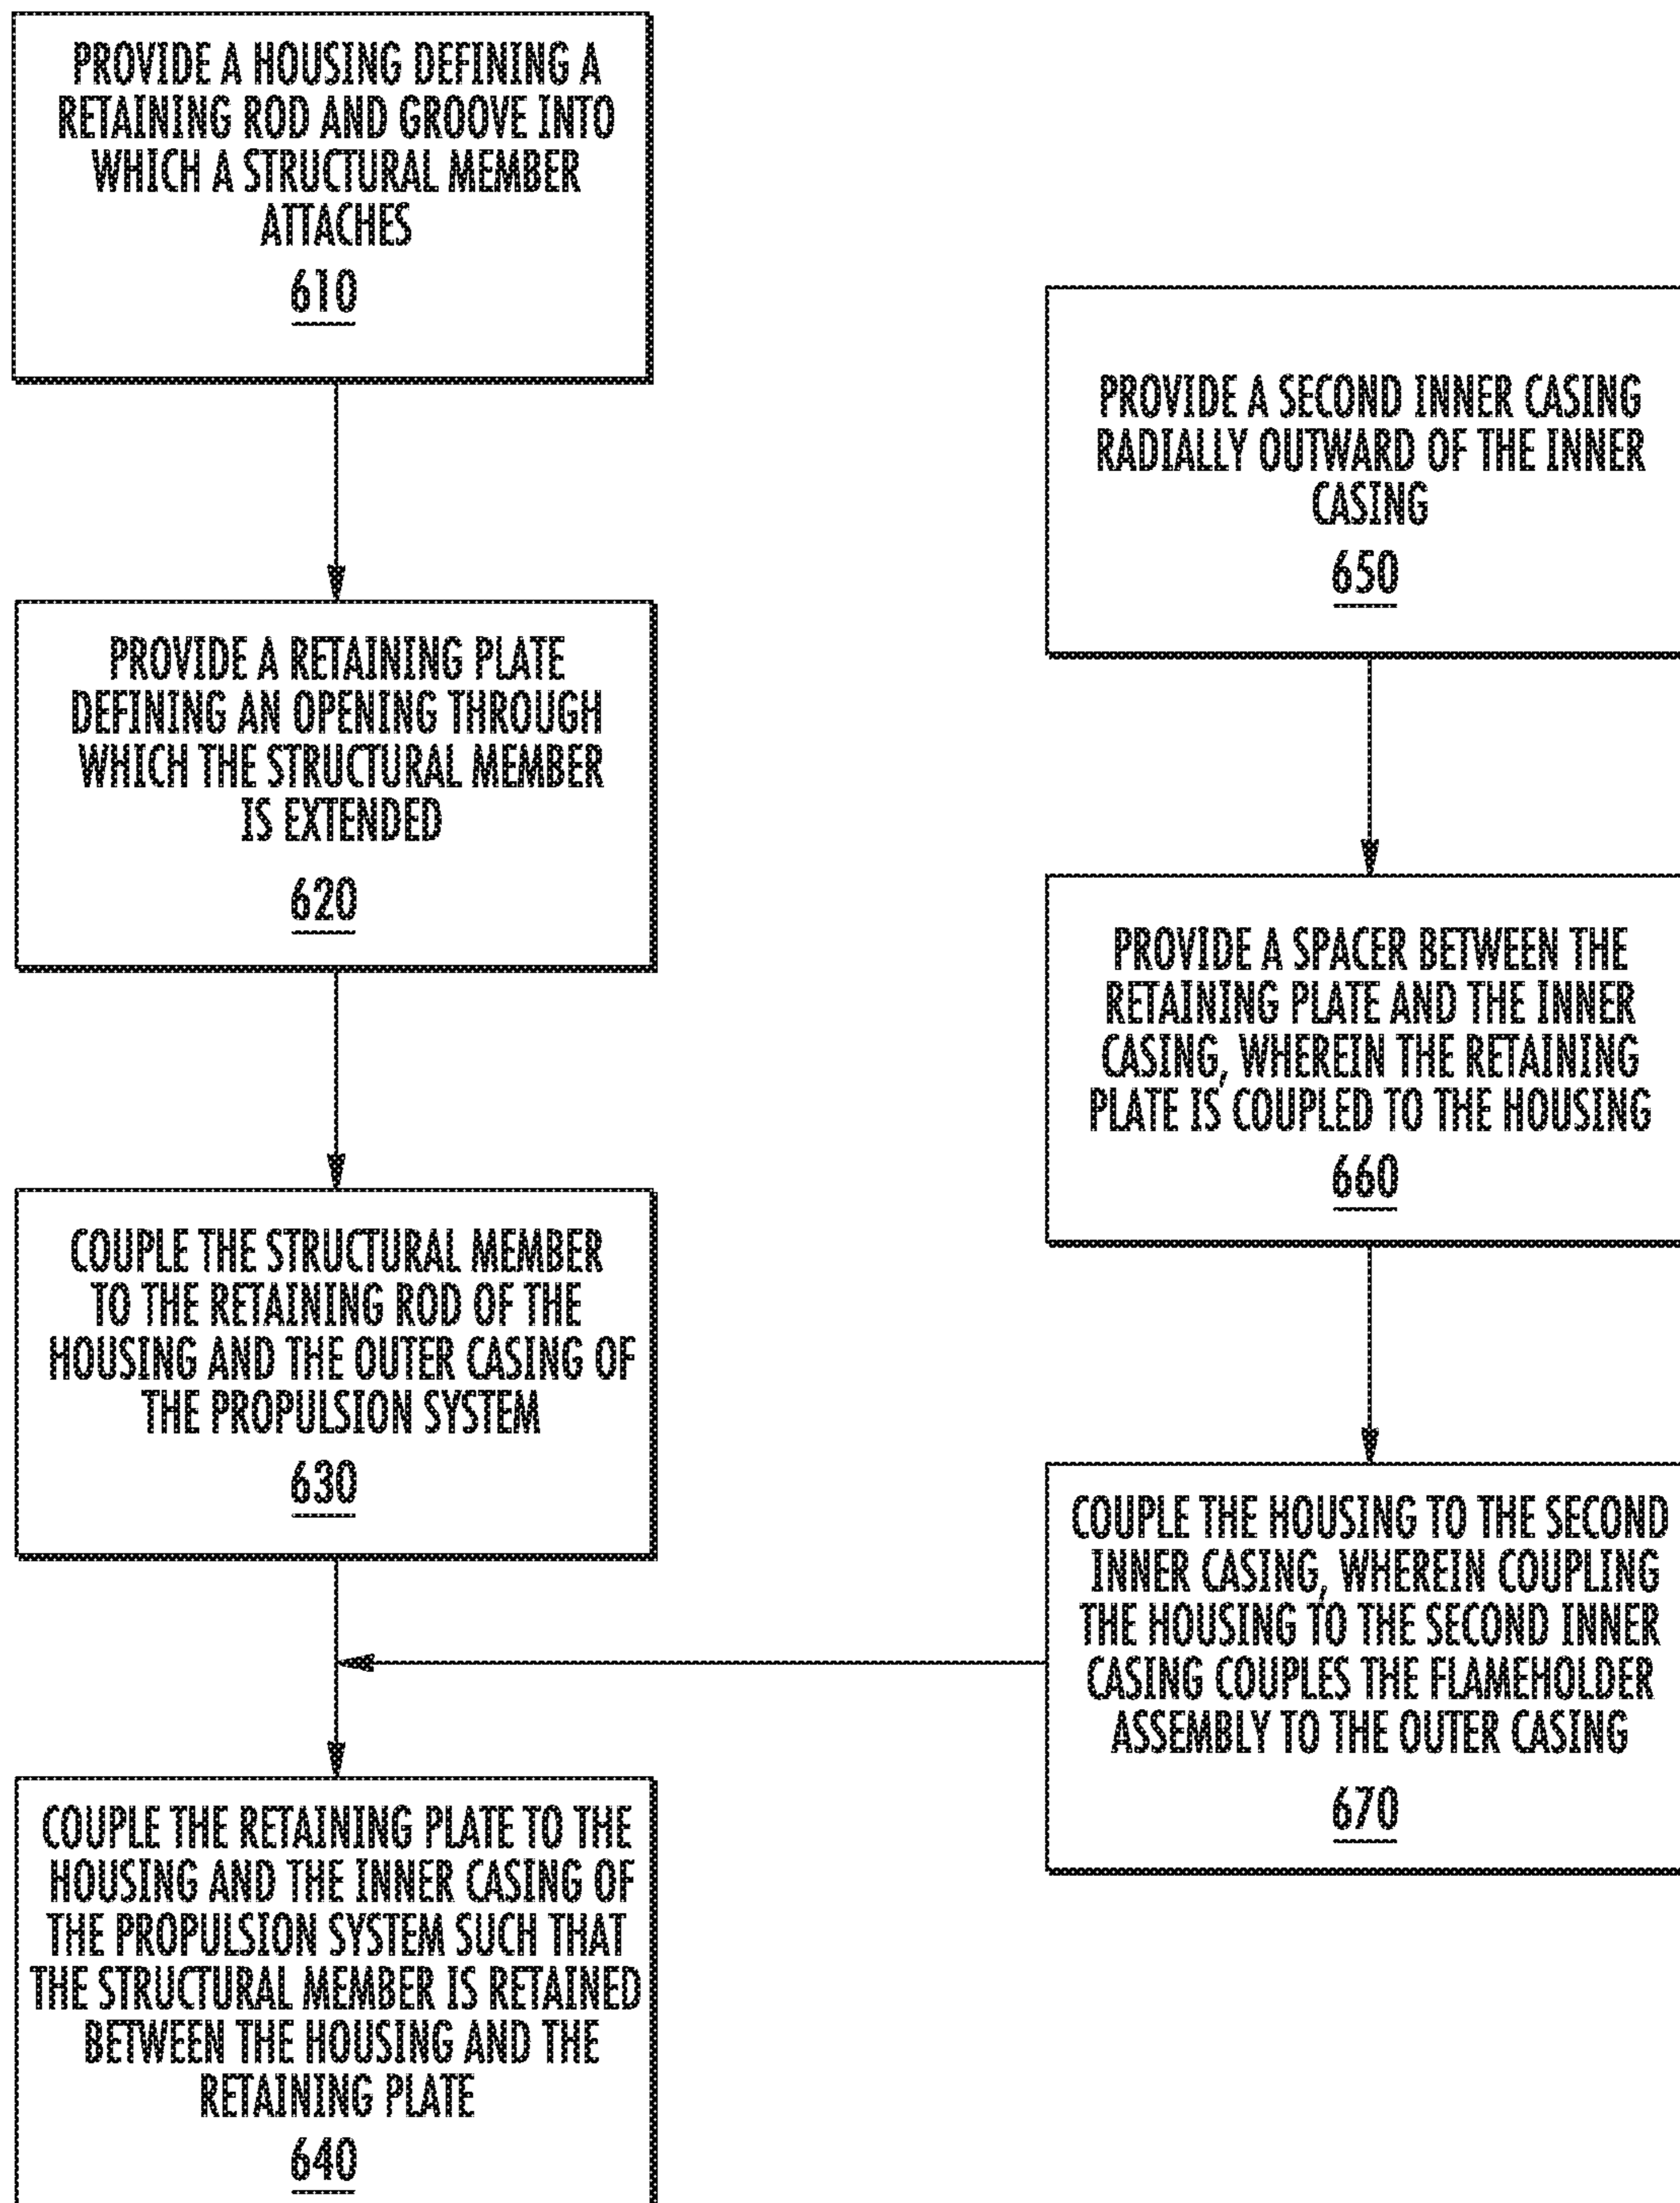 PROVIDE A HOUSING DEFINING A
RETAINING ROD AND GROOVE INTO
WHICH A STRUCTURAL MEMBER
ATTACHES
610
PROVIDE A RETAINING PLATE
DEFINING AN OPENING THROUGH
WHICH THE STRUCTURAL MEMBER
IS EXTENDED
620
COUPLE THE STRUCTURAL MEMBER
TO THE RETAINING ROD OF THE
HOUSING AND THE OUTER CASING OF
THE PROPULSION SYSTEM
630
COUPLE THE RETAINING PLATE TO THE
HOUSING AND THE INNER CASING OF
THE PROPULSION SYSTEM SUCH THAT
THE STRUCTURAL MEMBER IS RETAINED
BETWEEN THE HOUSING AND THE
RETAINING PLATE
640
PROVIDE A SECOND INNER CASING
RADIALLY OUTWARD OF THE INNER
CASING
650
PROVIDE A SPACER BETWEEN THE
RETAINING PLATE AND THE INNER
CASING, WHEREIN THE RETAINING
PLATE IS COUPLED TO THE HOUSING
660
COUPLE THE HOUSING TO THE SECOND
INNER CASING, WHEREIN COUPLING
THE HOUSING TO THE SECOND INNER
CASING COUPLES THE FLAMEHOLDER
ASSEMBLY TO THE OUTER CASING
670